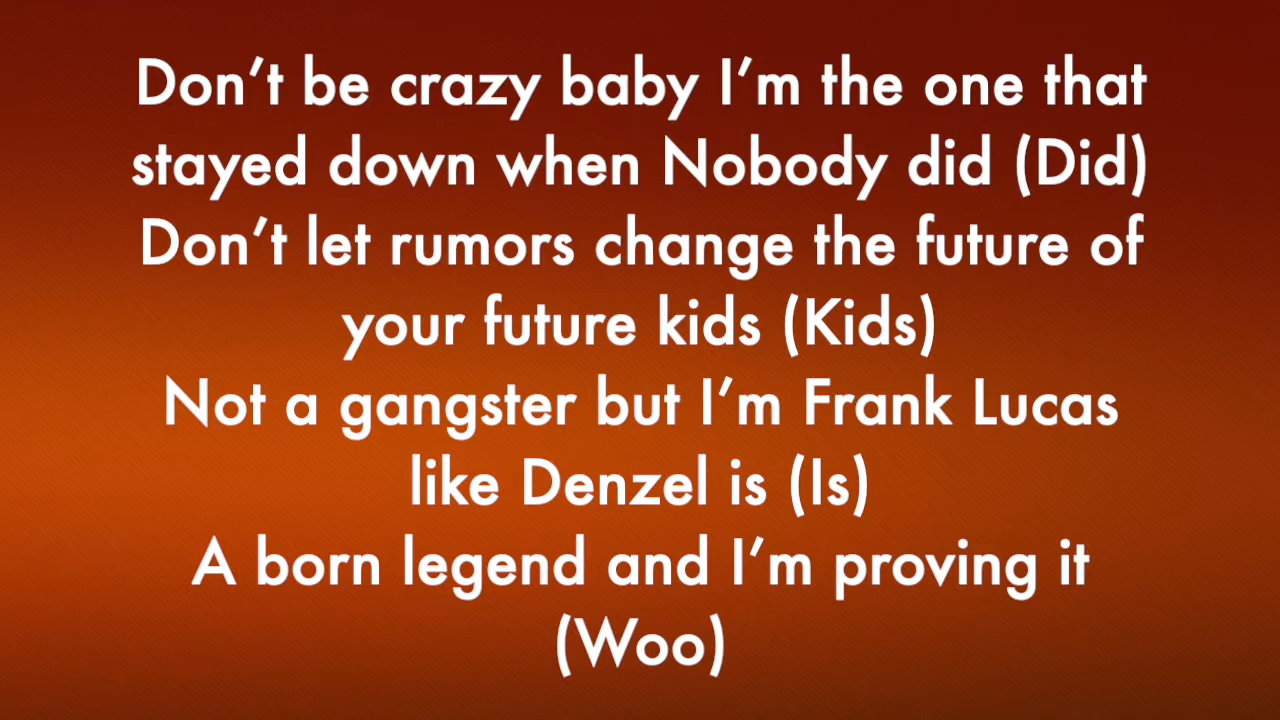 Don’t be crazy baby I’m the one that
stayed down when Nobody did (Did)
Don’t let rumors change the future of
your future kids (Kids)
Not a gangster but I’m Frank Lucas
like Denzel is (Is)
A born legend and I’m proving it
(Woo)